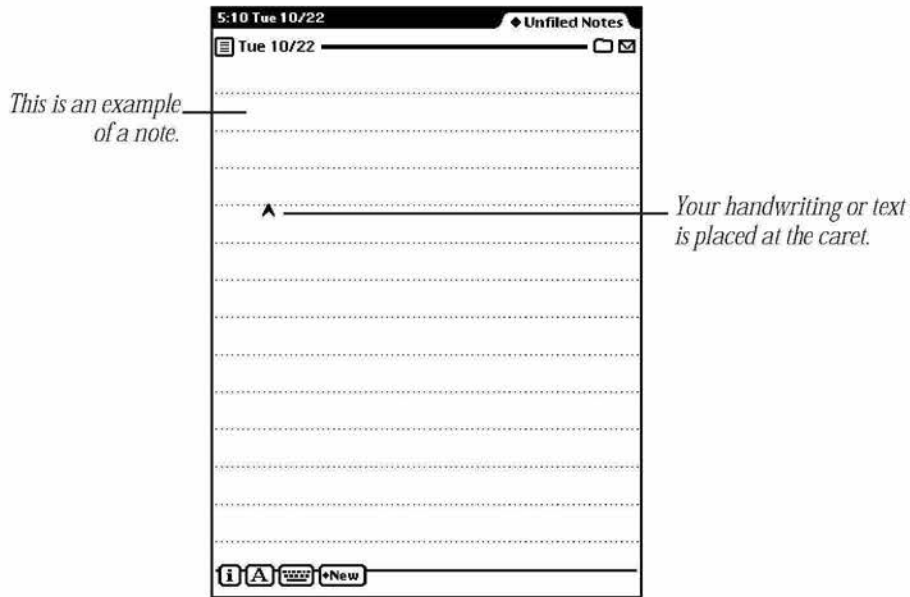 5:10 Tue 10/22
◆ Unfiled Notes
Tue 10/22
This is an example
of a note.
Your handwriting or text
is placed at the caret.
i A ◆New